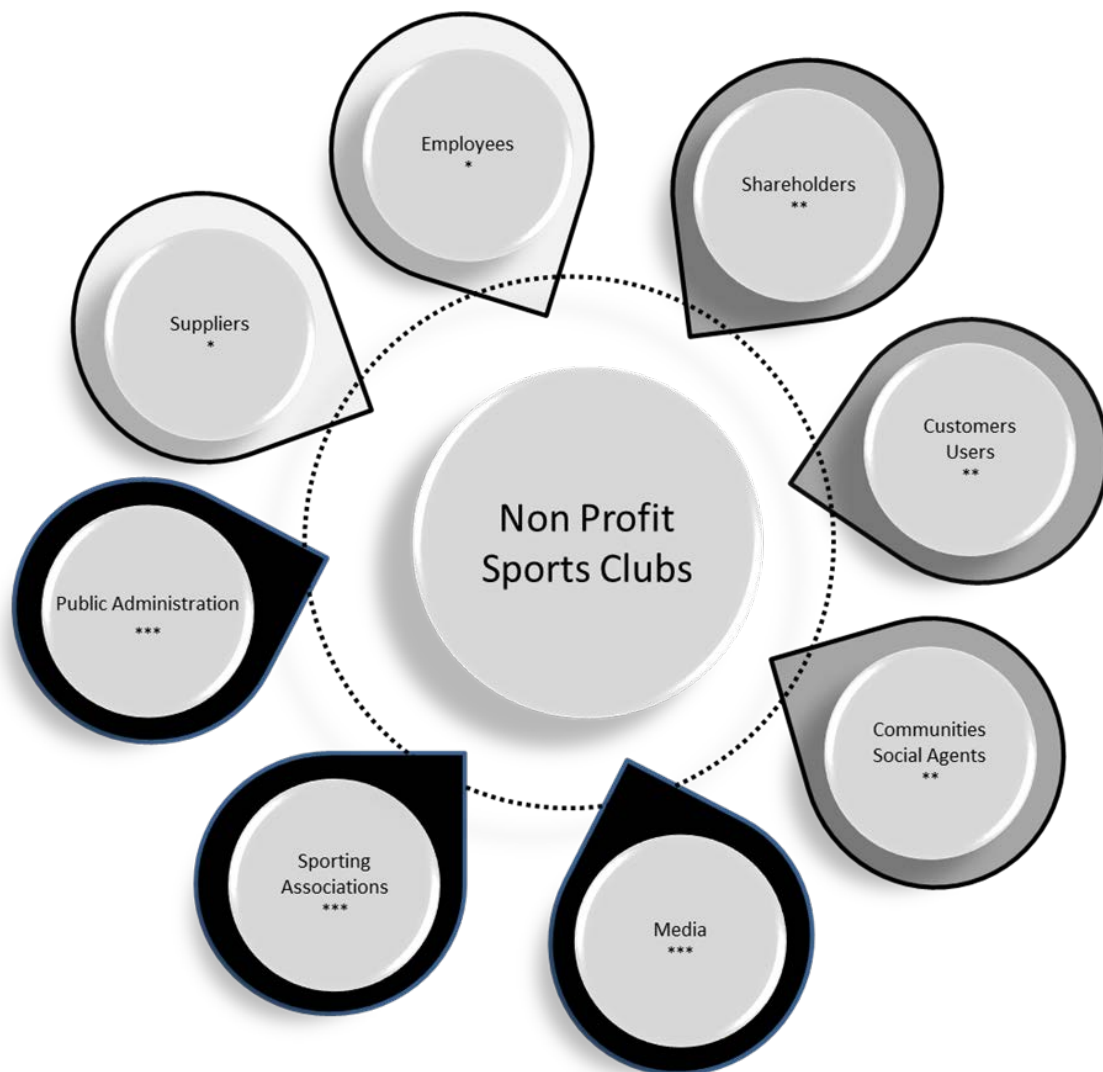 Employees
*
Shareholders
**
Suppliers
*
Customers
Users
**
Non Profit
Sports Clubs
Public Administration
***
Communities
Social Agents
**
Sporting
Associations
***
Media
***